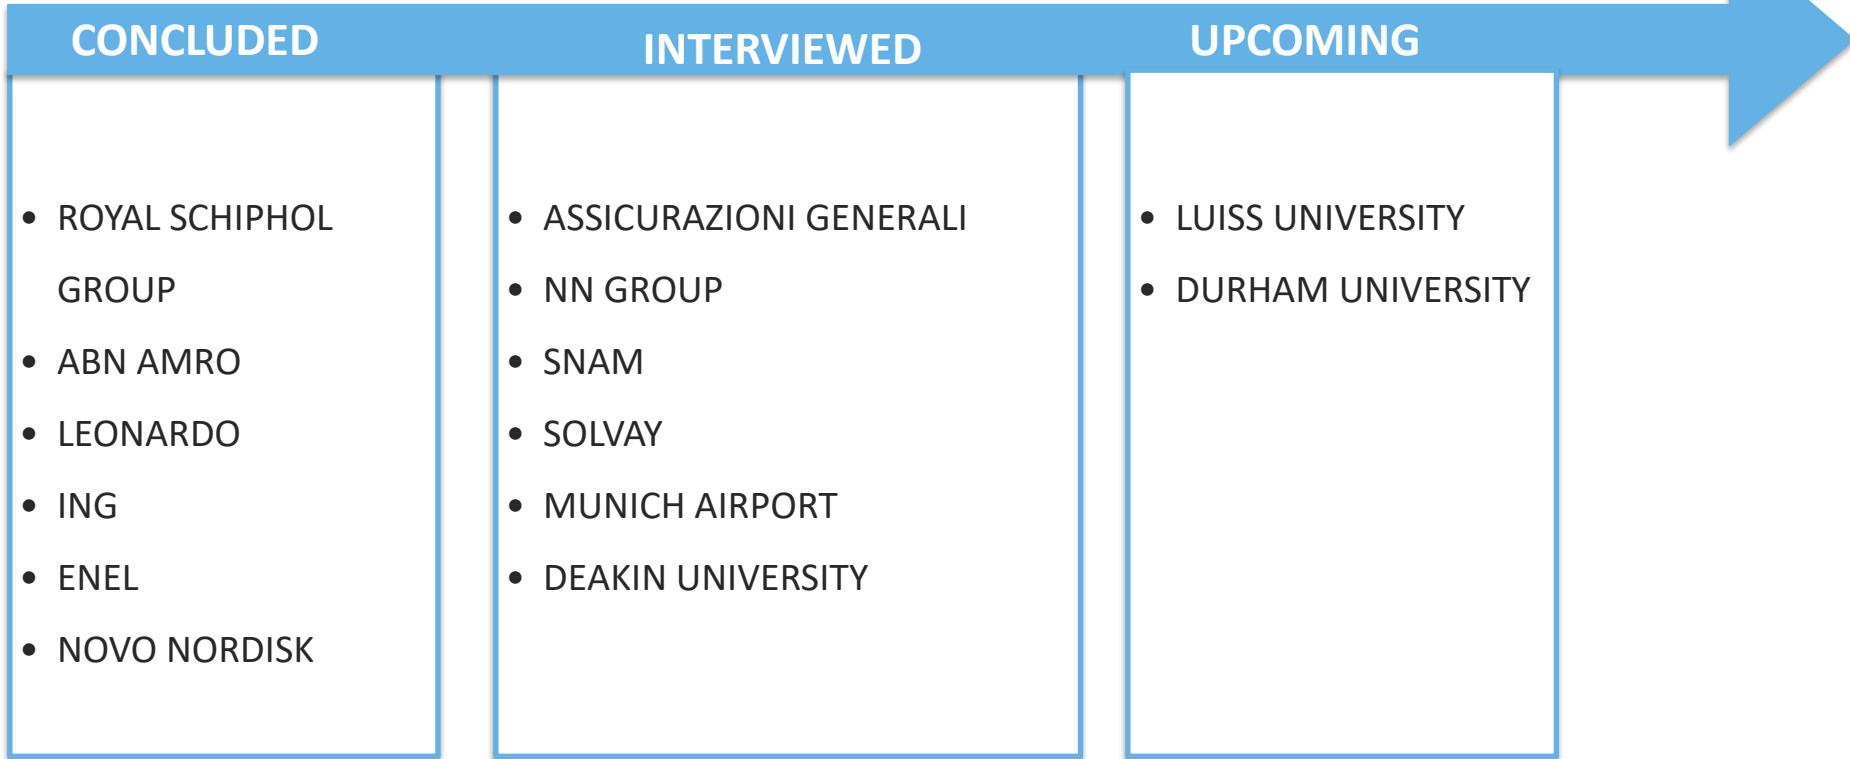 CONCLUDED
INTERVIEWED
UPCOMING
• ROYAL SCHIPHOL
GROUP
• ABN AMRO
• LEONARDO
• ING
• ENEL
• NOVO NORDISK
• ASSICURAZIONI GENERALI
• NN GROUP
• SNAM
• SOLVAY
• MUNICH AIRPORT
• DEAKIN UNIVERSITY
• LUISS UNIVERSITY
• DURHAM UNIVERSITY